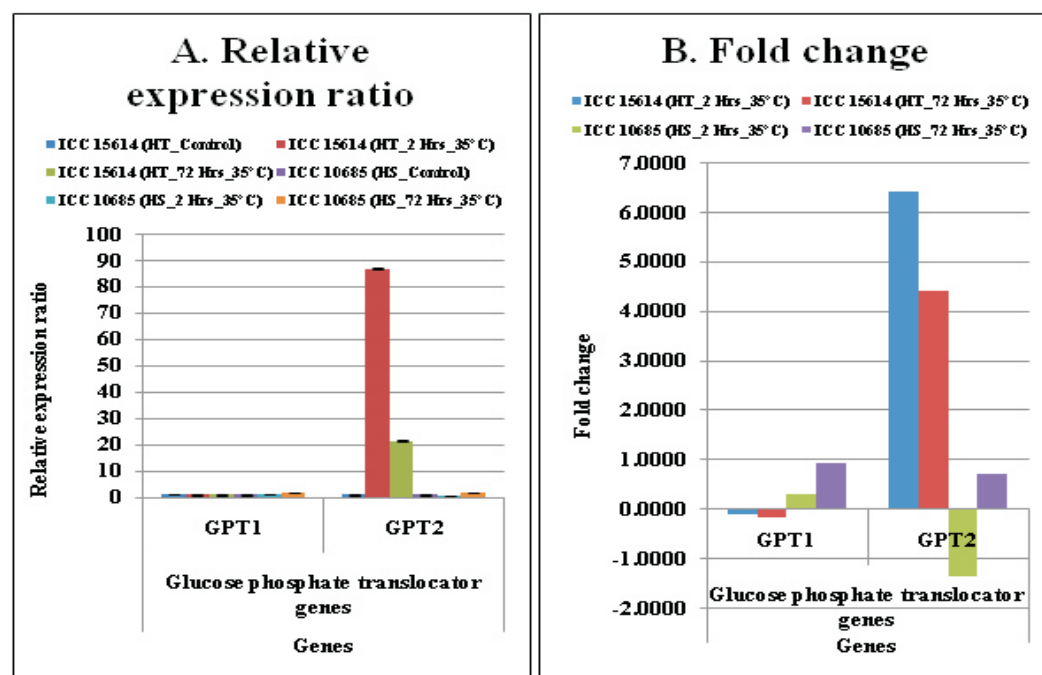 A. Relative
expression ratio
ICC 15614 (HT_Control)
ICC 15614 (HT_2 Hrs_35°C)
ICC 15614 (HT_72 Hrs_35°C)
ICC 10685 (HS_Control)
ICC 10685 (HS_2 Hrs_35°C)
ICC 10685 (HS_72 Hrs_35°C)
Relative expression ratio
100
90
80
70
60
50
40
30
20
10
0
GPT1
GPT2
Glucose phosphate translocator
genes
Genes
B. Fold change
ICC 15614 (HT_2 Hrs_35°C)
ICC 15614 (HT_72 Hrs_35°C)
ICC 10685 (HS_2 Hrs_35°C)
ICC 10685 (HS_72 Hrs_35°C)
Fold change
7.0000
6.0000
5.0000
4.0000
3.0000
2.0000
1.0000
0.0000
-1.0000
-2.0000
GPT1
GPT2
Glucose phosphate translocator
genes
Genes